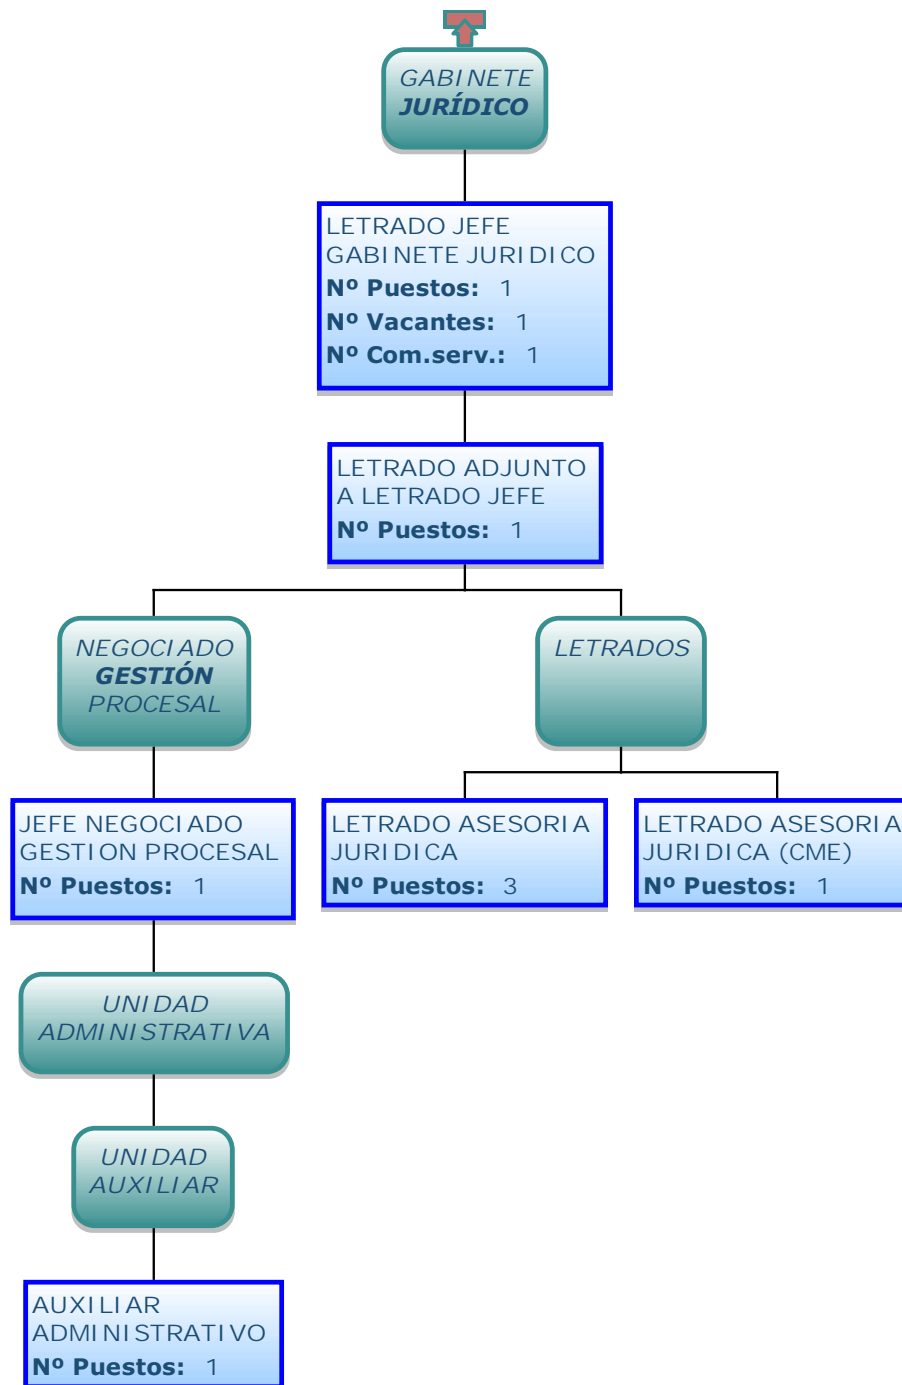 GABINETE
JURÍDICO
LETRADO JEFE
GABINETE JURIDICO
Nº Puestos: 1
Nº Vacantes: 1
Nº Com.serv.: 1
LETRADO ADJUNTO
A LETRADO JEFE
Nº Puestos: 1
NEGOCIADO
GESTIÓN
PROCESAL
LETRADOS
JEFE NEGOCIADO
GESTION PROCESAL
Nº Puestos: 1
LETRADO ASESORIA
JURIDICA
Nº Puestos: 3
LETRADO ASESORIA
JURIDICA (CME)
Nº Puestos: 1
UNIDAD
ADMINISTRATIVA
UNIDAD
AUXILIAR
AUXILIAR
ADMINISTRATIVO
Nº Puestos: 1